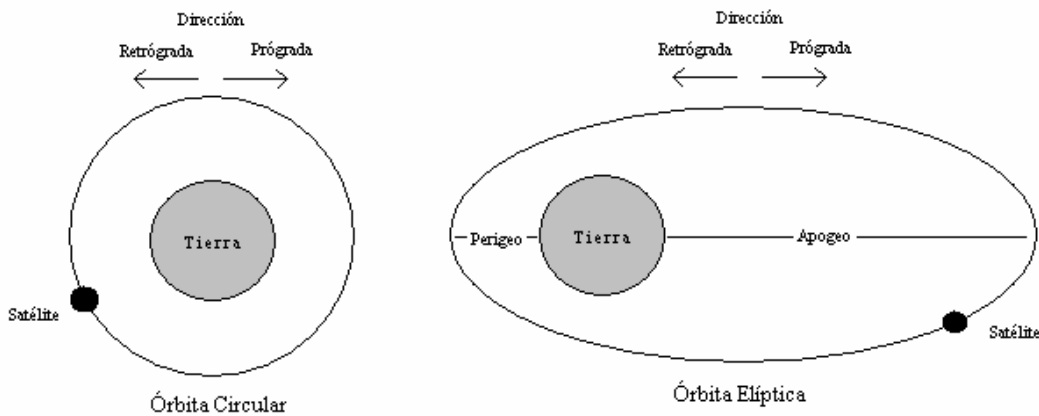 Dirección
Retrógrada Prógrada
Tierra
Satélite
Órbita Circular
Dirección
Retrógrada Prógrada
Perigeo Tierra Apogeo
Satélite
Órbita Elíptica